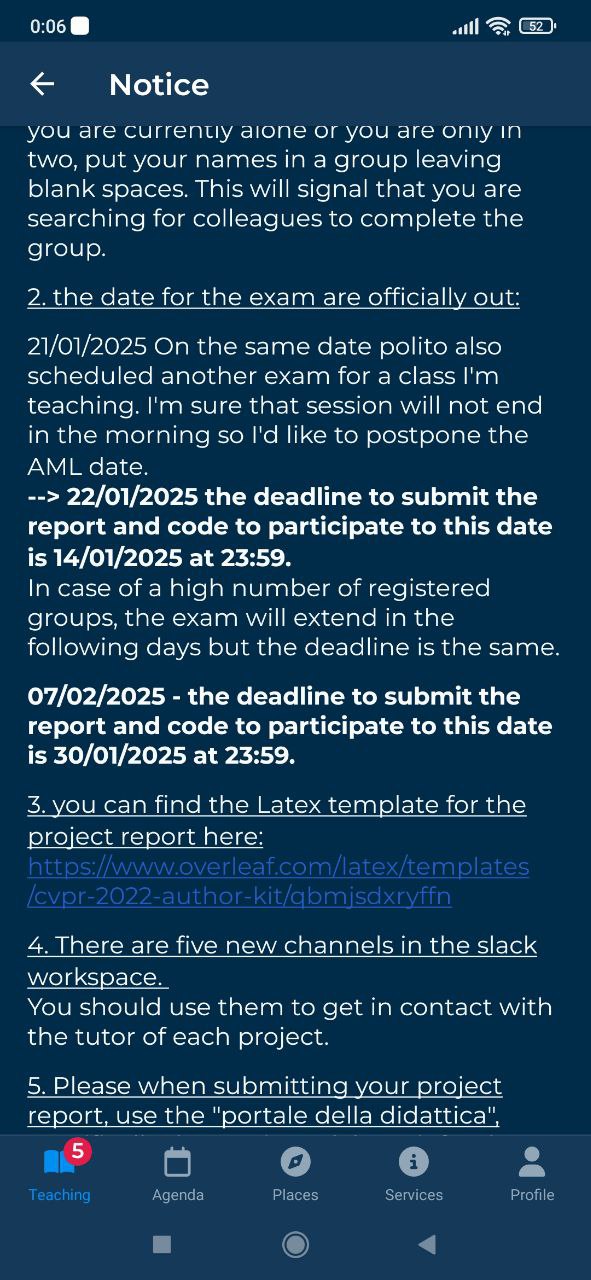 0:06
52
Notice
you are currently alone or you are only in
two, put your names in a group leaving
blank spaces. This will signal that you are
searching for colleagues to complete the
group.
2. the date for the exam are officially out:
21/01/2025 On the same date polito also
scheduled another exam for a class I'm
teaching. I'm sure that session will not end
in the morning so I'd like to postpone the
AML date.
--> 22/01/2025 the deadline to submit the
report and code to participate to this date
is 14/01/2025 at 23:59.
In case of a high number of registered
groups, the exam will extend in the
following days but the deadline is the same.
07/02/2025 - the deadline to submit the
report and code to participate to this date
is 30/01/2025 at 23:59.
3. you can find the Latex template for the
project report here:
https://www.overleaf.com/latex/templates
/cvpr-2022-author-kit/qbmjsdxryffn
4. There are five new channels in the slack
workspace.
You should use them to get in contact with
the tutor of each project.
5. Please when submitting your project
report, use the "portale della didattica",
5
Teaching
Agenda
Places
Services
Profile